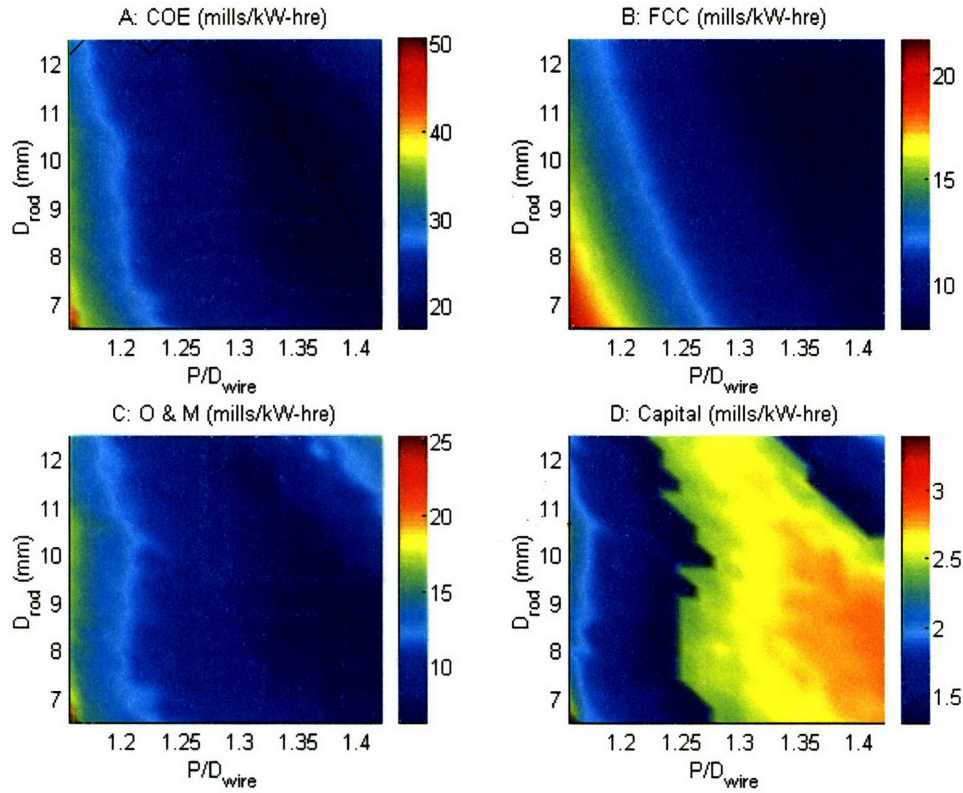 A: COE (mills/kW-hre)
12
11
10
9
8
7
D_rod (mm)
1.2 1.25 1.3 1.35 1.4
P/D_wire
50
40
30
20
B: FCC (mills/kW-hre)
12
11
10
9
8
7
D_rod (mm)
1.2 1.25 1.3 1.35 1.4
P/D_wire
20
15
10
C: O & M (mills/kW-hre)
12
11
10
9
8
7
D_rod (mm)
1.2 1.25 1.3 1.35 1.4
P/D_wire
25
20
15
10
D: Capital (mills/kW-hre)
12
11
10
9
8
7
D_rod (mm)
1.2 1.25 1.3 1.35 1.4
P/D_wire
3
2.5
2
1.5